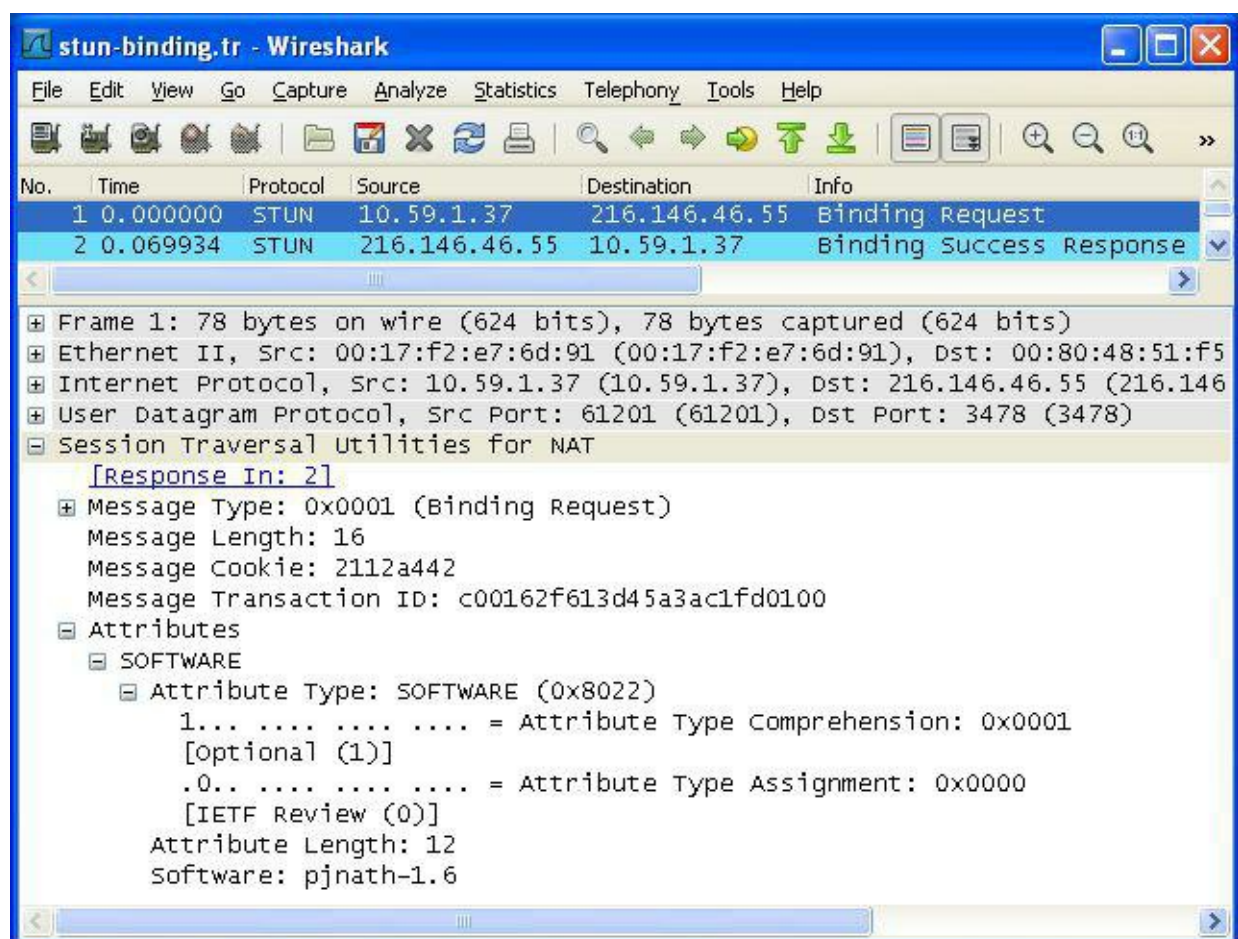 stun-binding.tr - Wireshark
File Edit View Go Capture Analyze Statistics Telephony Tools Help
No. Time Protocol Source Destination Info
1 0.000000 STUN 10.59.1.37 216.146.46.55 Binding Request
2 0.069934 STUN 216.146.46.55 10.59.1.37 Binding Success Response
Frame 1: 78 bytes on wire (624 bits), 78 bytes captured (624 bits)
Ethernet II, Src: 00:17:f2:e7:6d:91 (00:17:f2:e7:6d:91), Dst: 00:80:48:51:f5
Internet Protocol, Src: 10.59.1.37 (10.59.1.37), Dst: 216.146.46.55 (216.146
User Datagram Protocol, Src Port: 61201 (61201), Dst Port: 3478 (3478)
Session Traversal Utilities for NAT
[Response In: 2]
Message Type: 0x0001 (Binding Request)
Message Length: 16
Message Cookie: 2112a442
Message Transaction ID: c00162f613d45a3ac1fd0100
Attributes
SOFTWARE
Attribute Type: SOFTWARE (0x8022)
1... .... .... .... = Attribute Type Comprehension: 0x0001
[Optional (1)]
.0.. .... .... .... = Attribute Type Assignment: 0x0000
[IETF Review (0)]
Attribute Length: 12
Software: pjnath-1.6